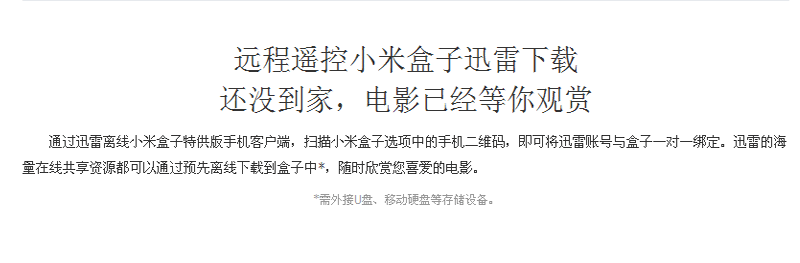 远程遥控小米盒子迅雷下载
还没到家，电影已经等你观赏
通过迅雷离线小米盒子特供版手机客户端，扫描小米盒子选项中的手机二维码，即可将迅雷账号与盒子一对一绑定。迅雷的海
量在线共享资源都可以通过预先离线下载到盒子中*，随时欣赏您喜爱的电影。
*需外接U盘、移动硬盘等存储设备。